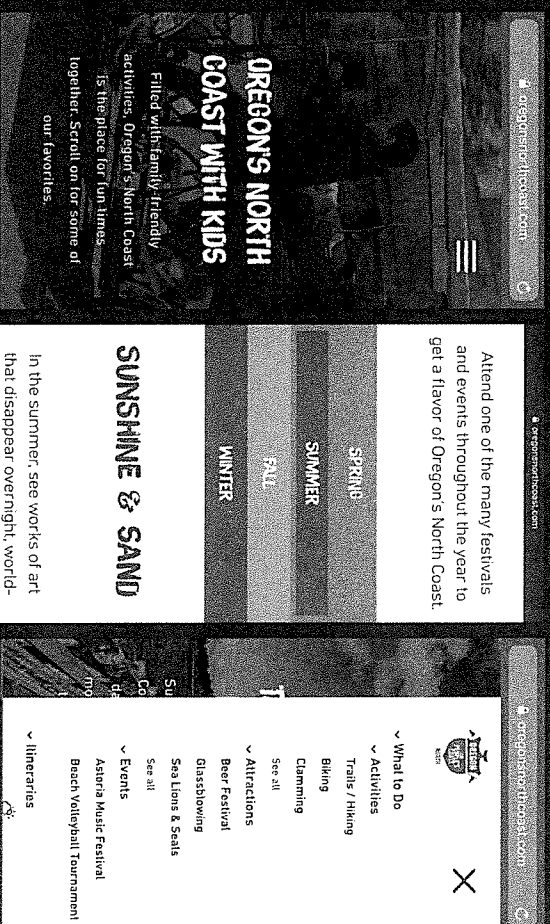 oregonsnorthcoast.com
OREGON'S NORTH
COAST WITH KIDS
Filled with family-friendly
activities, Oregon's North Coast
is the place for fun times
together. Scroll on for some of
our favorites.
oregonsnorthcoast.com
Attend one of the many festivals
and events throughout the year to
get a flavor of Oregon's North Coast.
SPRING
SUMMER
FALL
WINTER
SUNSHINE & SAND
In the summer, see works of art
that disappear overnight, world-
oregonsnorthcoast.com
What to Do
Activities
Trails / Hiking
Biking
Clamming
See all
Attractions
Beer Festival
Glassblowing
Sea Lions & Seals
See all
Events
Astoria Music Festival
Beach Volleyball Tournament
Itineraries
T
Su
Co
da
mo
t